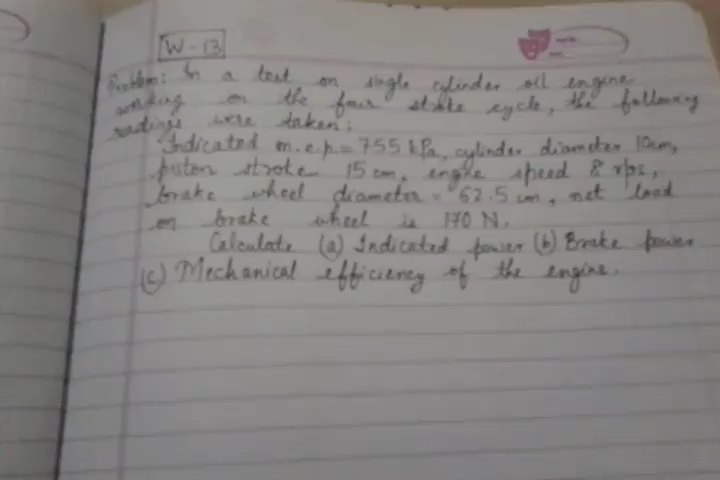 W-13
Problem: In a test on single cylinder oil engine
working on the four stroke cycle, the following
readings were taken:
Indicated m.e.p = 755 kPa, cylinder diameter 10cm,
piston stroke 15 cm, engine speed 8 rps,
brake wheel diameter = 62.5 cm, net load
on brake wheel is 170 N.
Calculate (a) Indicated power (b) Brake power
(c) Mechanical efficiency of the engine.